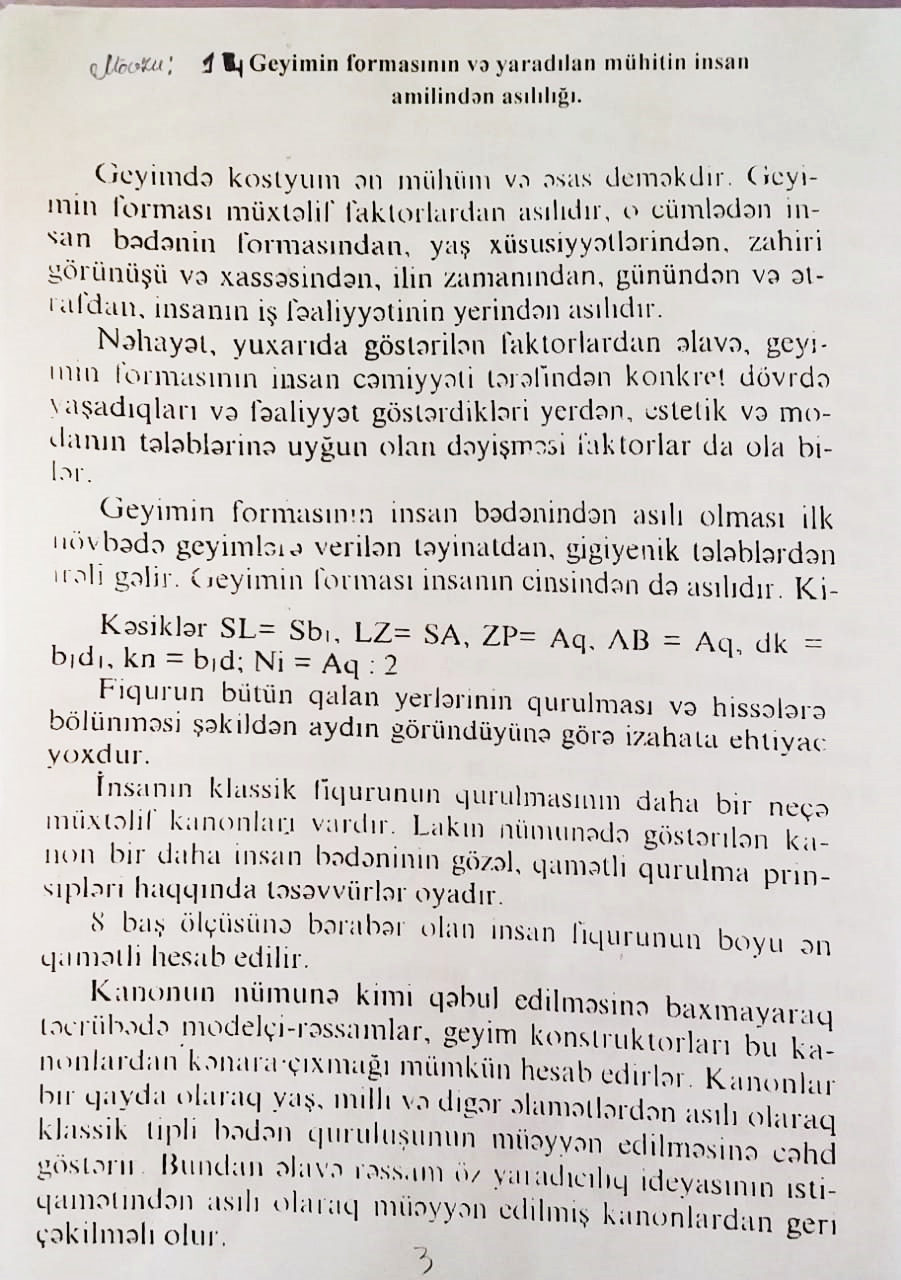 Mövzu: 14 Geyimin formasının və yaradılan mühitin insan
amilindən asılılığı.
Geyimdə kostyum ən mühüm və əsas deməkdir. Geyi-
min forması müxtəlif faktorlardan asılıdır, o cümlədən in-
san bədənin formasından, yaş xüsusiyyətlərindən, zahiri
görünüşü və xassəsindən, ilin zamanından, günündən və ət-
rafdan, insanın iş fəaliyyətinin yerindən asılıdır.
Nəhayət, yuxarıda göstərilən faktorlardan əlavə, geyi-
min formasının insan cəmiyyəti tərəfindən konkret dövrdə
yaşadıqları və fəaliyyət göstərdikləri yerdən, estetik və mo-
danın tələblərinə uyğun olan dəyişməsi faktorlar da ola bi-
lər.
Geyimin formasının insan bədənindən asılı olması ilk
növbədə geyimlərə verilən təyinatdan, gigiyenik tələblərdən
irəli gəlir. Geyimin forması insanın cinsindən də asılıdır. Ki-
Kəsiklər SL= Sbı, LZ= SA, ZP= Aq, AB = Aq, dk =
bıdı, kn = bıd; Ni = Aq : 2
Fiqurun bütün qalan yerlərinin qurulması və hissələrə
bölünməsi şəkildən aydın göründüyünə görə izahata ehtiyac
yoxdur.
İnsanın klassik fiqurunun qurulmasının daha bir neçə
müxtəlif kanonları vardır. Lakin nümunədə göstərilən ka-
non bir daha insan bədəninin gözəl, qamətli qurulma prin-
sipləri haqqında təsəvvürlər oyadır.
8 baş ölçüsünə bərabər olan insan fiqurunun boyu ən
qamətli hesab edilir.
Kanonun nümunə kimi qəbul edilməsinə baxmayaraq
təcrübədə modelçi-rəssamlar, geyim konstruktorları bu ka-
nonlardan kənara çıxmağı mümkün hesab edirlər. Kanonlar
bir qayda olaraq yaş, milli və digər əlamətlərdən asılı olaraq
klassik tipli bədən quruluşunun müəyyən edilməsinə cəhd
göstərir. Bundan əlavə rəssam öz yaradıcılıq ideyasının isti-
qamətindən asılı olaraq müəyyən edilmiş kanonlardan geri
çəkilməli olur.
3